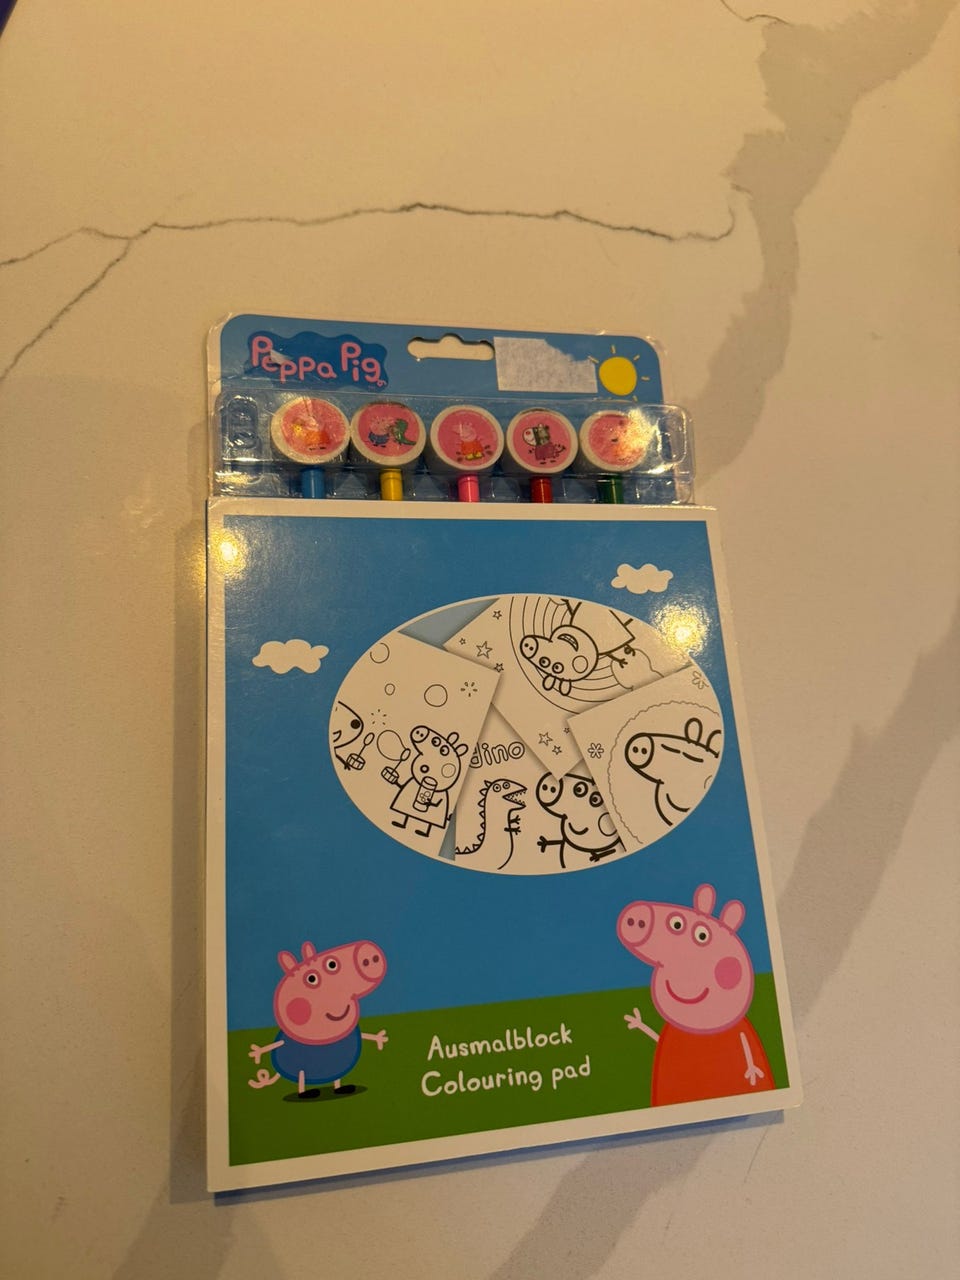 Peppa Pig
dino
Ausmalblock
Colouring pad